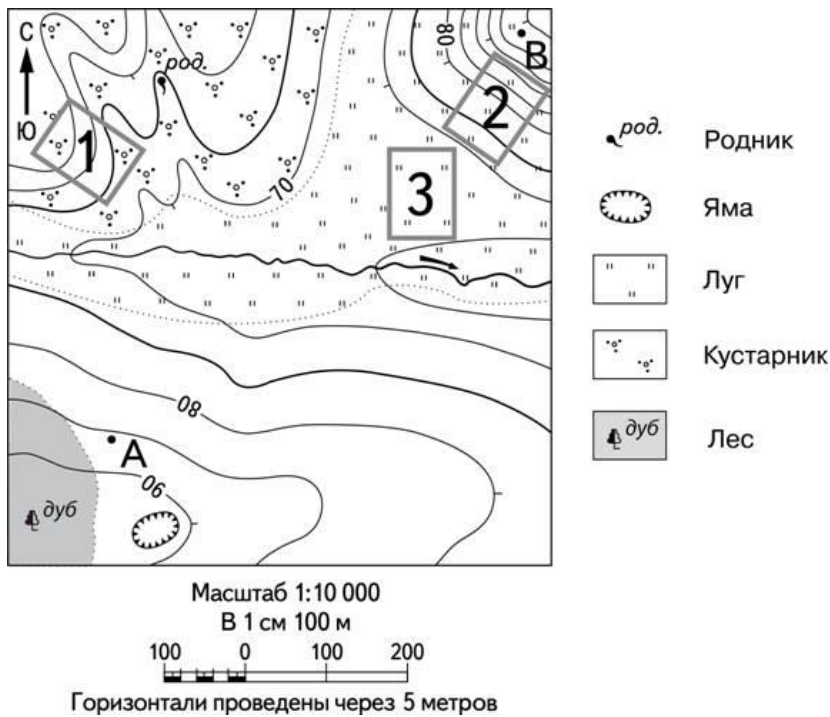 С
Ю
род.
1
2
3
80
В
70
80
А
90
дуб
род. Родник
Яма
Луг
Кустарник
дуб Лес
Масштаб 1:10 000
В 1 см 100 м
100 0 100 200
Горизонтали проведены через 5 метров